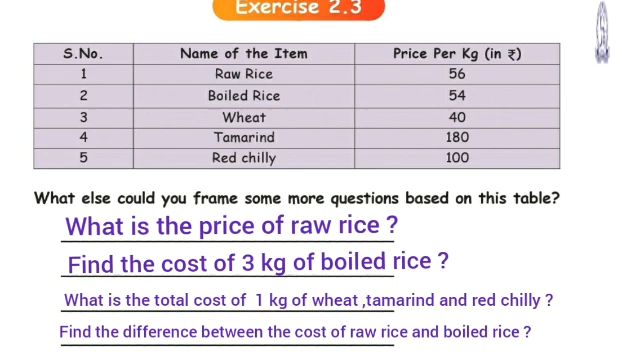 Exercise 2.3
S.No. Name of the Item Price Per Kg (in ₹)
1 Raw Rice 56
2 Boiled Rice 54
3 Wheat 40
4 Tamarind 180
5 Red chilly 100
What else could you frame some more questions based on this table?
What is the price of raw rice ?
Find the cost of 3 kg of boiled rice ?
What is the total cost of 1 kg of wheat ,tamarind and red chilly ?
Find the difference between the cost of raw rice and boiled rice ?